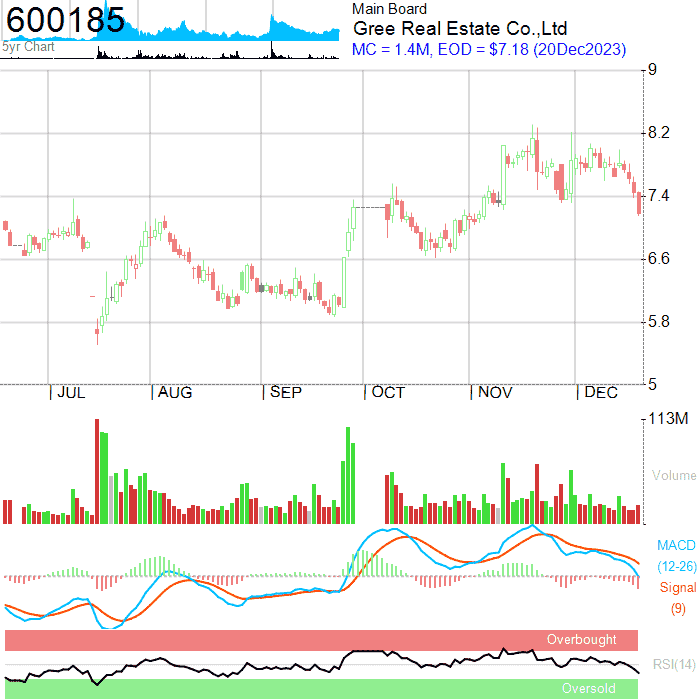 600185
5yr Chart
Main Board
Gree Real Estate Co.,Ltd
MC = 1.4M, EOD = $7.18 (20Dec2023)
9
8.2
7.4
6.6
5.8
5
JUL AUG SEP OCT NOV DEC
113M
Volume
MACD
(12-26)
Signal
(9)
Overbought
RSI(14)
Oversold